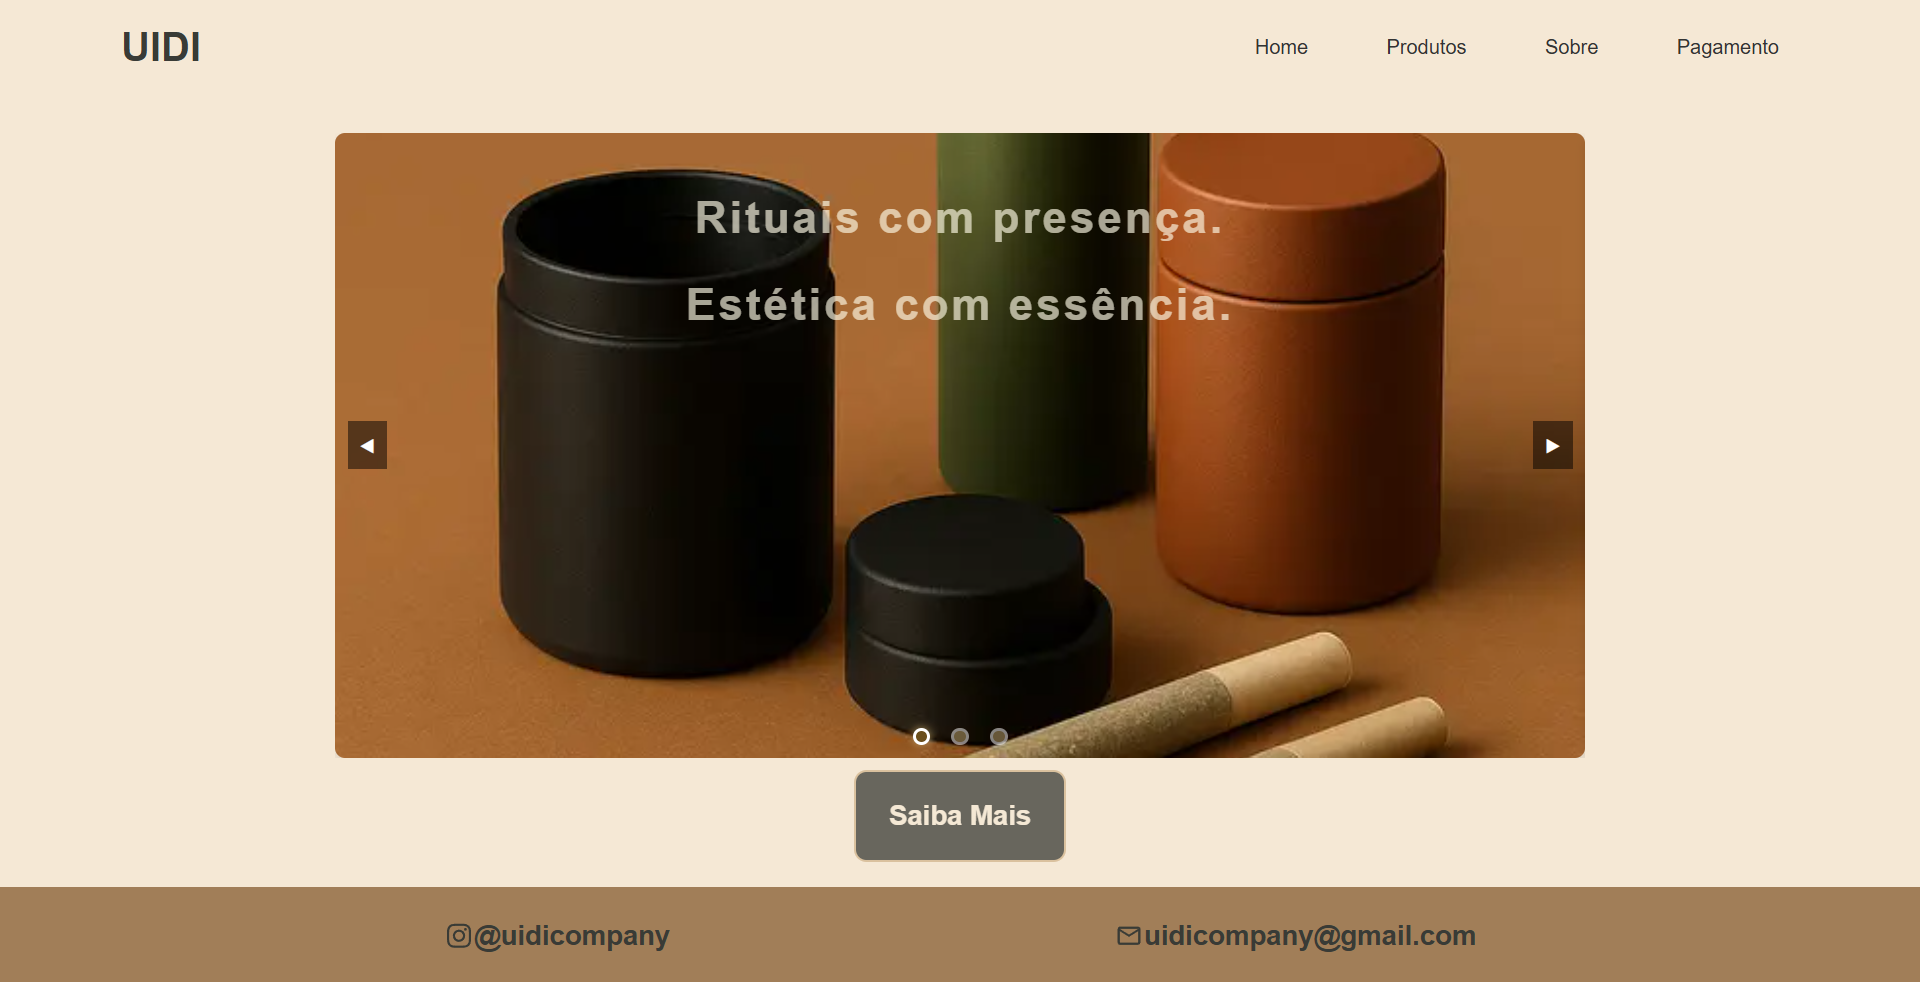 UIDI
Home
Produtos
Sobre
Pagamento
Rituais com presença.
Estética com essência.
Saiba Mais
@uidicompany
uidicompany@gmail.com